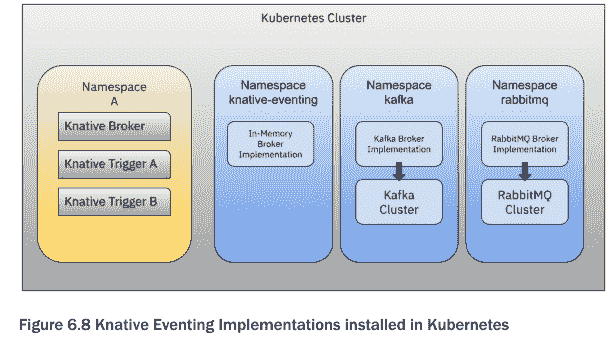 Kubernetes Cluster
Namespace
A
Knative Broker
Knative Trigger A
Knative Trigger B
Namespace
knative-eventing
In-Memory
Broker
Implementation
Namespace
kafka
Kafka Broker
Implementation
Kafka
Cluster
Namespace
rabbitmq
RabbitMQ Broker
Implementation
RabbitMQ
Cluster
Figure 6.8 Knative Eventing Implementations installed in Kubernetes